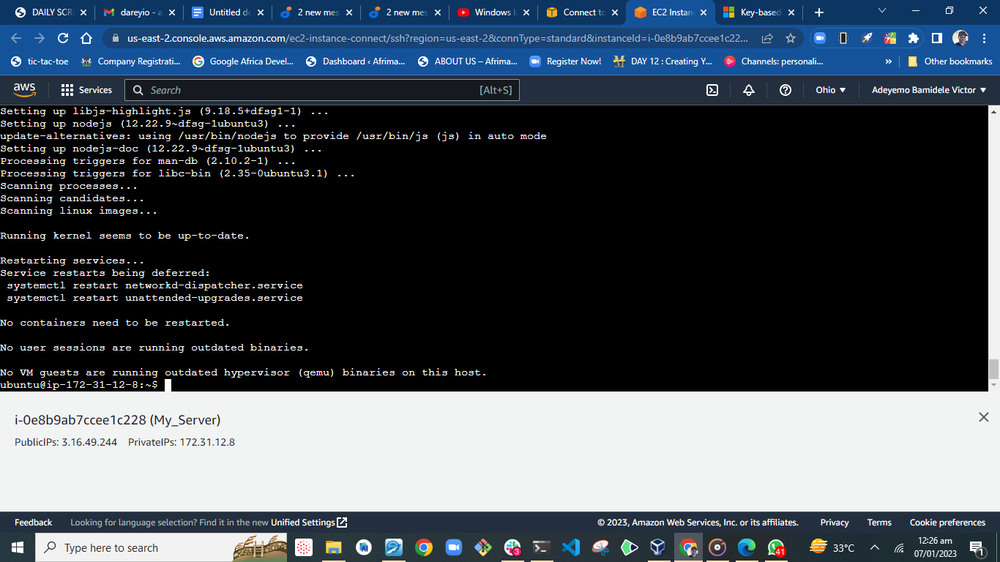 DAILY SCR
dareyio - a
Untitled do
2 new mes
2 new mes
Windows I
Connect to
EC2 Instan
Key-based
us-east-2.console.aws.amazon.com/ec2-instance-connect/ssh?region=us-east-2&connType=standard&instanceId=i-0e8b9ab7ccee1c22...
tic-tac-toe
Company Registrati...
Google Africa Devel...
Dashboard ‹ Afrima...
ABOUT US – Afrima...
Register Now!
DAY 12 : Creating Y...
Channels: personali...
»
Other bookmarks
aws
Services
Search
[Alt+S]
Ohio
Adeyemo Bamidele Victor
Setting up libjs-highlight.js (9.18.5+dfsg1-1) ...
Setting up nodejs (12.22.9~dfsg-1ubuntu3) ...
update-alternatives: using /usr/bin/nodejs to provide /usr/bin/js (js) in auto mode
Setting up nodejs-doc (12.22.9~dfsg-1ubuntu3) ...
Processing triggers for man-db (2.10.2-1) ...
Processing triggers for libc-bin (2.35-0ubuntu3.1) ...
Scanning processes...
Scanning candidates...
Scanning linux images...
Running kernel seems to be up-to-date.
Restarting services...
Service restarts being deferred:
systemctl restart networkd-dispatcher.service
systemctl restart unattended-upgrades.service
No containers need to be restarted.
No user sessions are running outdated binaries.
No VM guests are running outdated hypervisor (qemu) binaries on this host.
ubuntu@ip-172-31-12-8:~$
i-0e8b9ab7ccee1c228 (My_Server)
PublicIPs: 3.16.49.244 PrivateIPs: 172.31.12.8
Feedback
Looking for language selection? Find it in the new Unified Settings
© 2023, Amazon Web Services, Inc. or its affiliates.
Privacy
Terms
Cookie preferences
Type here to search
3
41
33°C
12:26 am
07/01/2023
1